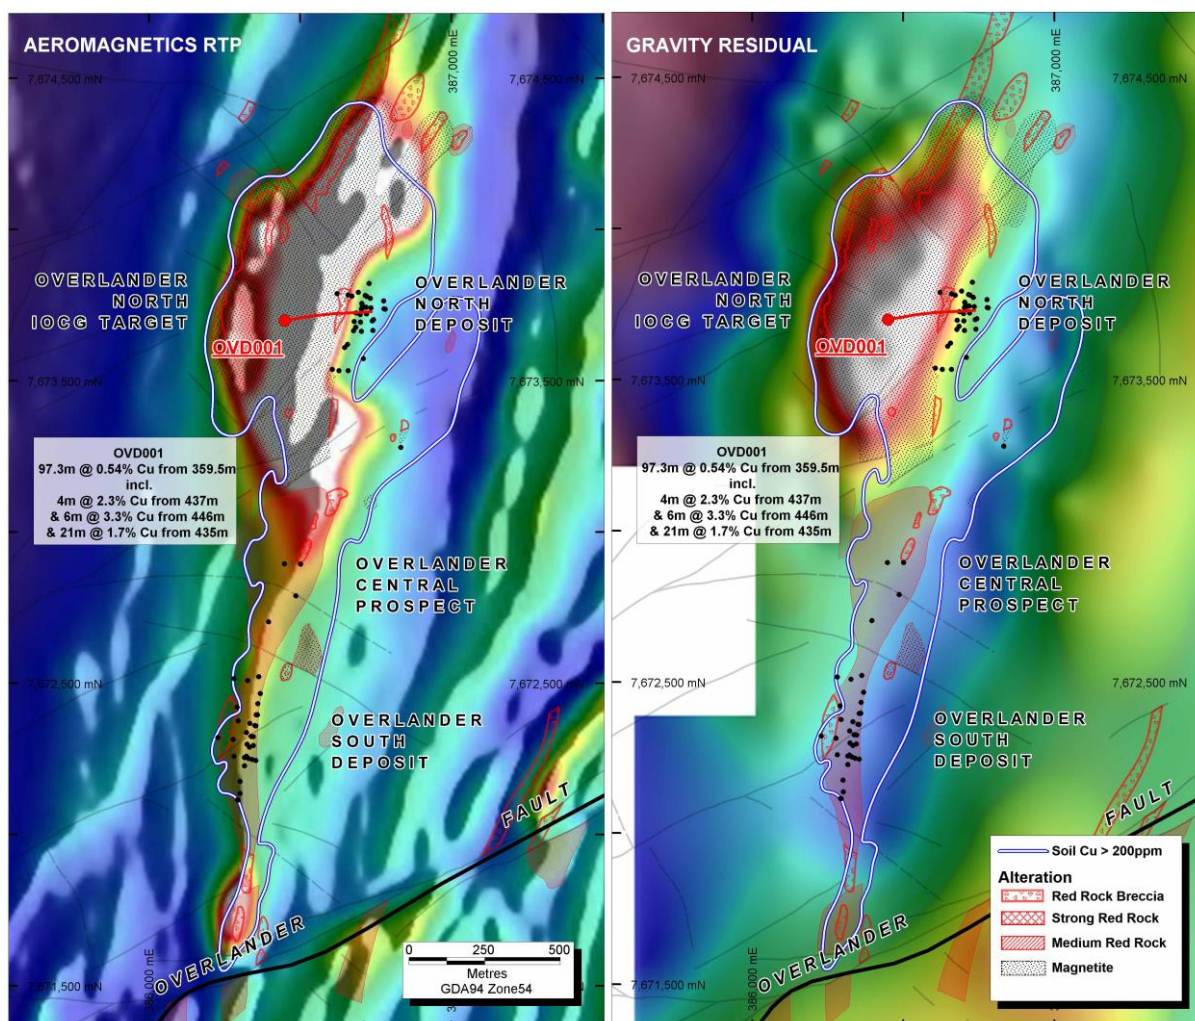 AEROMAGNETICS RTP
387,000 mE
7,674,500 mN
7,674,500 mN
OVERLANDER
NORTH
IOCG TARGET
OVERLANDER
NORTH
DEPOSIT
OVD001
7,673,500 mN
7,673,500 mN
OVD001
97.3m @ 0.54% Cu from 359.5m
incl.
4m @ 2.3% Cu from 437m
& 6m @ 3.3% Cu from 446m
& 21m @ 1.7% Cu from 435m
OVERLANDER
CENTRAL
PROSPECT
7,672,500 mN
7,672,500 mN
OVERLANDER
SOUTH
DEPOSIT
OVERLANDER FAULT
0 250 500
Metres
GDA94 Zone54
386,000 mE
7,671,500 mN
GRAVITY RESIDUAL
387,000 mE
7,674,500 mN
7,674,500 mN
OVERLANDER
NORTH
IOCG TARGET
OVERLANDER
NORTH
DEPOSIT
OVD001
7,673,500 mN
7,673,500 mN
OVD001
97.3m @ 0.54% Cu from 359.5m
incl.
4m @ 2.3% Cu from 437m
& 6m @ 3.3% Cu from 446m
& 21m @ 1.7% Cu from 435m
OVERLANDER
CENTRAL
PROSPECT
7,672,500 mN
7,672,500 mN
OVERLANDER
SOUTH
DEPOSIT
OVERLANDER FAULT
386,000 mE
7,671,500 mN
Soil Cu > 200ppm
Alteration
Red Rock Breccia
Strong Red Rock
Medium Red Rock
Magnetite